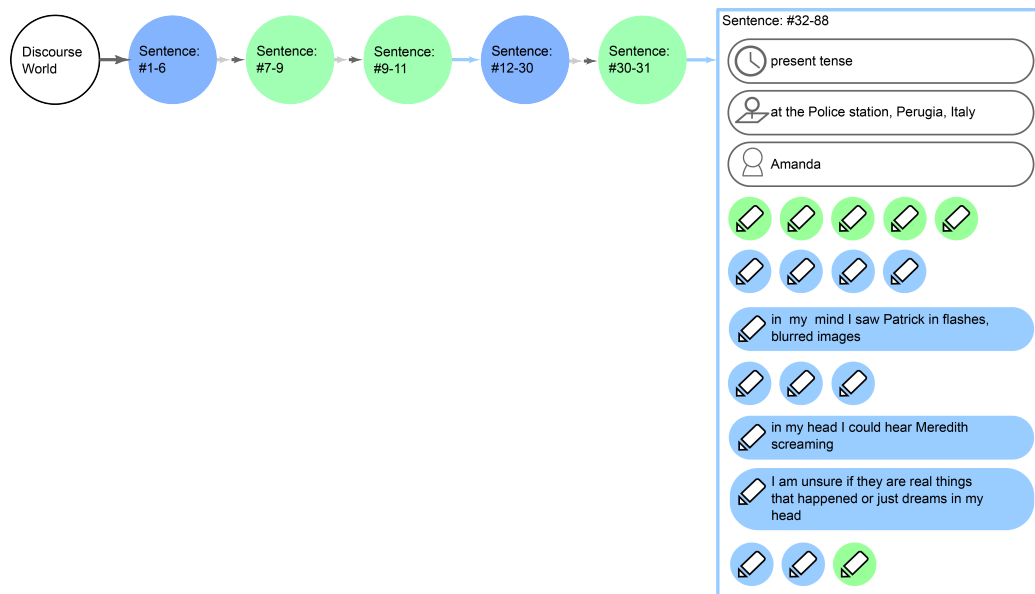 Discourse
World
Sentence:
#1-6
Sentence:
#7-9
Sentence:
#9-11
Sentence:
#12-30
Sentence:
#30-31
Sentence: #32-88
present tense
at the Police station, Perugia, Italy
Amanda
in my mind I saw Patrick in flashes,
blurred images
in my head I could hear Meredith
screaming
I am unsure if they are real things
that happened or just dreams in my
head